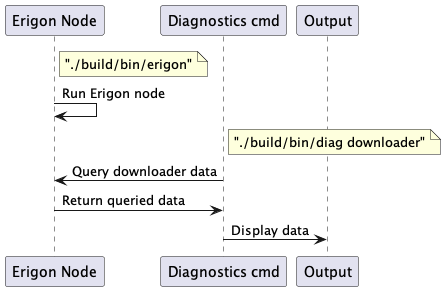 Erigon Node
Diagnostics cmd
Output
"./build/bin/erigon"
Run Erigon node
"./build/bin/diag downloader"
Query downloader data
Return queried data
Display data
Erigon Node
Diagnostics cmd
Output